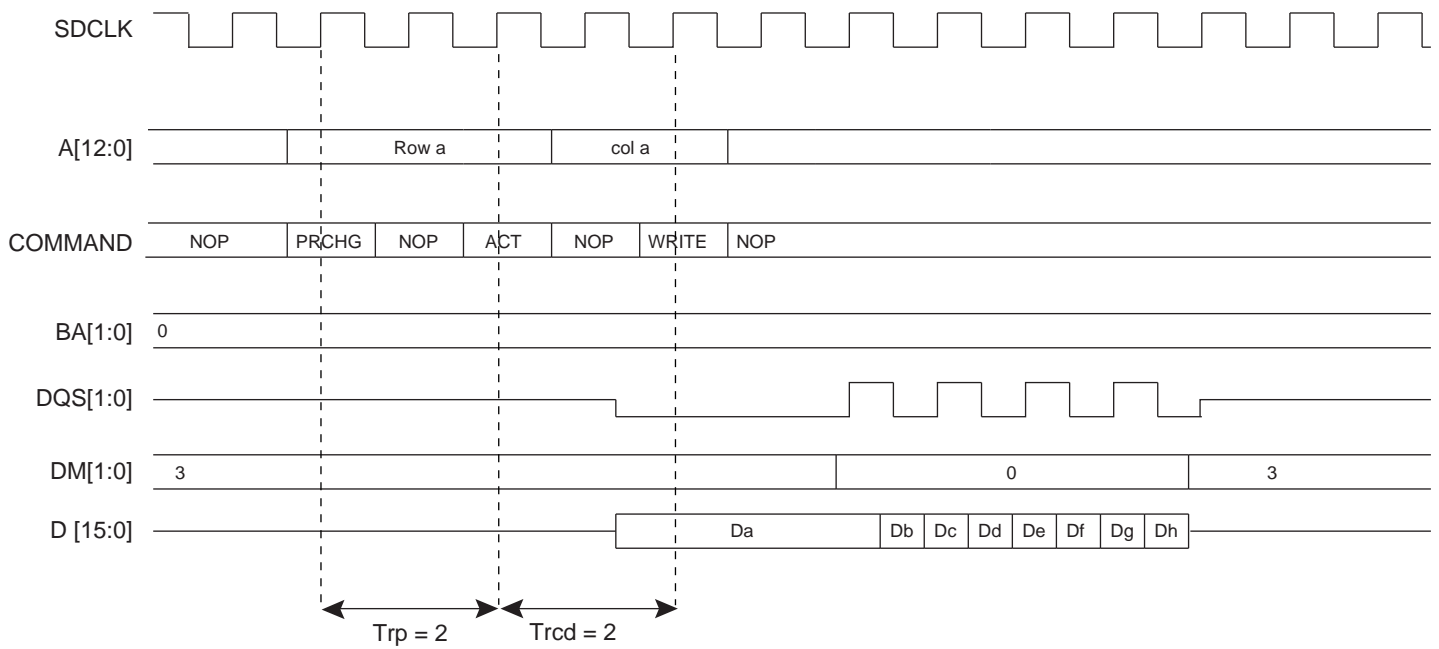 SDCLK
A[12:0] Row a col a
COMMAND NOP PRCHG NOP ACT NOP WRITE NOP
BA[1:0] 0
DQS[1:0]
DM[1:0] 3 0 3
D [15:0] Da Db Dc Dd De Df Dg Dh
Trp = 2 Trcd = 2